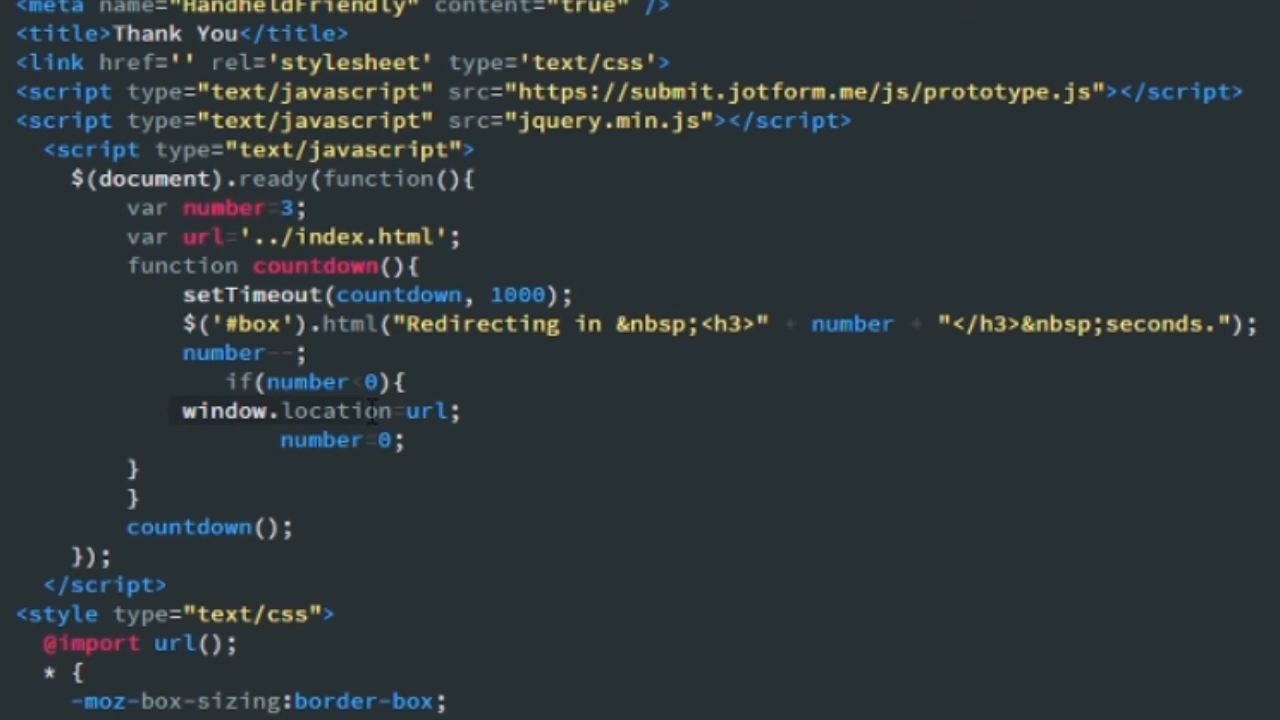 <meta name="HandheldFriendly" content="true" />
<title>Thank You</title>
<link href='' rel='stylesheet' type='text/css'>
<script type="text/javascript" src="https://submit.jotform.me/js/prototype.js"></script>
<script type="text/javascript" src="jquery.min.js"></script>
<script type="text/javascript">
$(document).ready(function(){
var number=3;
var url='../index.html';
function countdown(){
setTimeout(countdown, 1000);
$('#box').html("Redirecting in &nbsp;<h3>" + number + "</h3>&nbsp;seconds.");
number--;
if(number<0){
window.location=url;
number=0;
}
}
countdown();
});
</script>
<style type="text/css">
@import url();
* {
-moz-box-sizing:border-box;